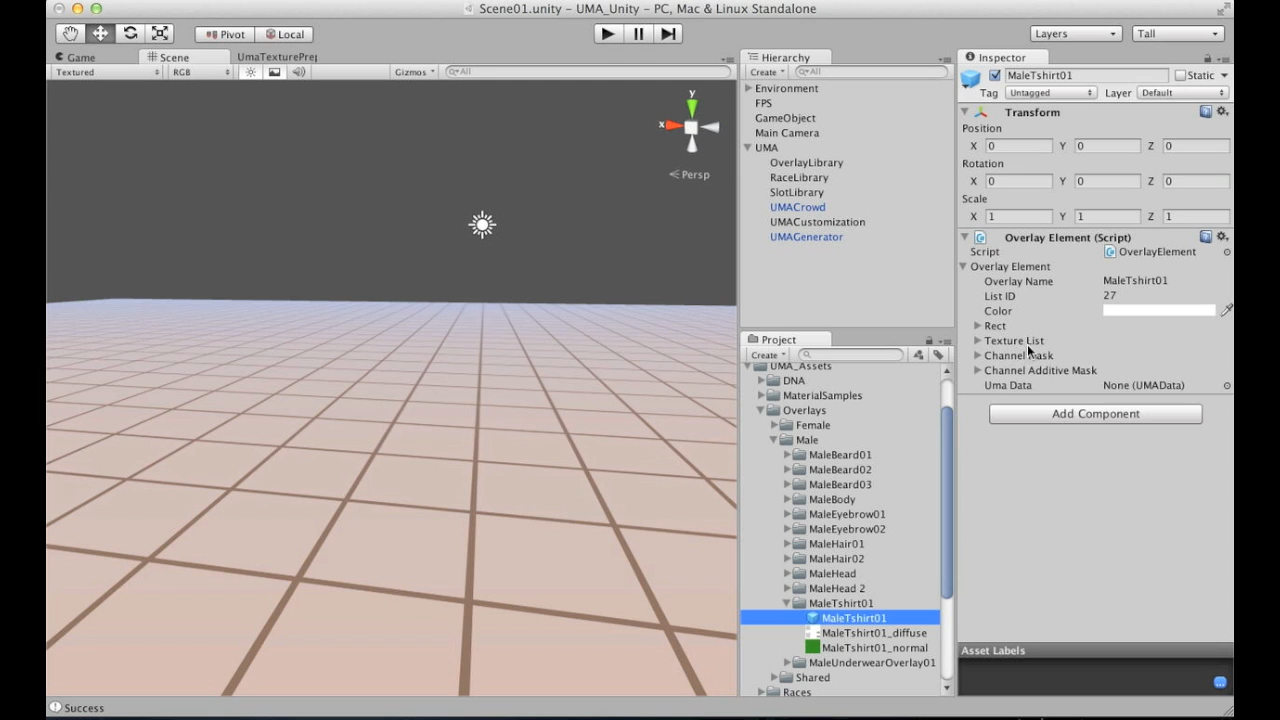 Scene01.unity - UMA_Unity - PC, Mac & Linux Standalone
Pivot Local Layers Tall
Game Scene UmaTexturePre
Textured RGB Gizmos All
y
x
Persp
Hierarchy
Create All
Environment
FPS
GameObject
Main Camera
UMA
OverlayLibrary
RaceLibrary
SlotLibrary
UMACrowd
UMACustomization
UMAGenerator
Project
Create
UMA_Assets
DNA
MaterialSamples
Overlays
Female
Male
MaleBeard01
MaleBeard02
MaleBeard03
MaleBody
MaleEyebrow01
MaleEyebrow02
MaleHair01
MaleHair02
MaleHead
MaleHead 2
MaleTshirt01
MaleTshirt01
MaleTshirt01_diffuse
MaleTshirt01_normal
MaleUnderwearOverlay01
Shared
Races
Inspector
MaleTshirt01 Static
Tag Untagged Layer Default
Transform
Position
X 0 Y 0 Z 0
Rotation
X 0 Y 0 Z 0
Scale
X 1 Y 1 Z 1
Overlay Element (Script)
Script OverlayElement
Overlay Element
Overlay Name MaleTshirt01
List ID 27
Color
Rect
Texture List
Channel Mask
Channel Additive Mask
Uma Data None (UMAData)
Add Component
Asset Labels
Success